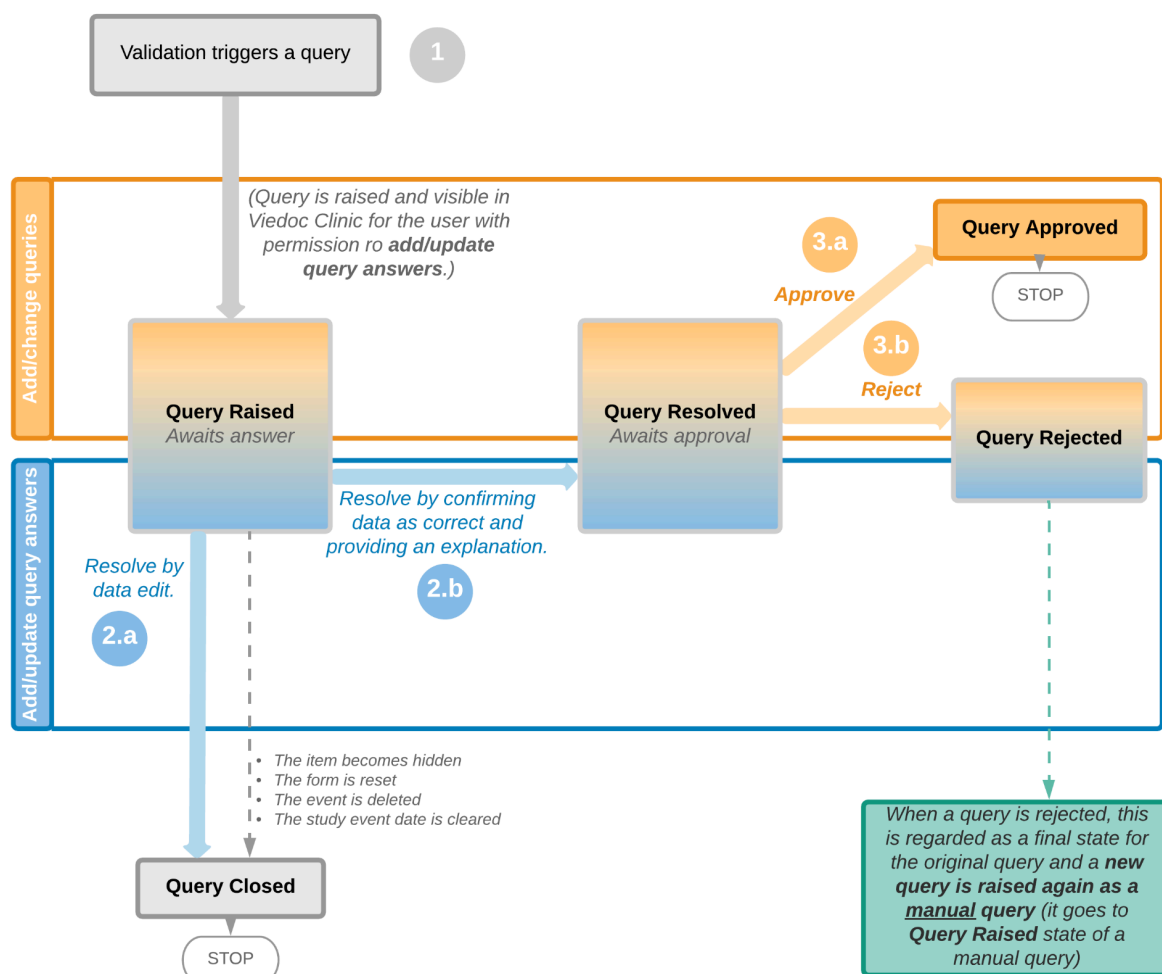 Validation triggers a query
1
Add/change queries
(Query is raised and visible in
Viedoc Clinic for the user with
permission ro add/update
query answers.)
3.a
Approve
Query Approved
STOP
3.b
Reject
Query Raised
Awaits answer
Query Resolved
Awaits approval
Query Rejected
Add/update query answers
Resolve by confirming
data as correct and
providing an explanation.
2.b
Resolve by
data edit.
2.a
• The item becomes hidden
• The form is reset
• The event is deleted
• The study event date is cleared
Query Closed
STOP
When a query is rejected, this
is regarded as a final state for
the original query and a new
query is raised again as a
manual query (it goes to
Query Raised state of a
manual query)